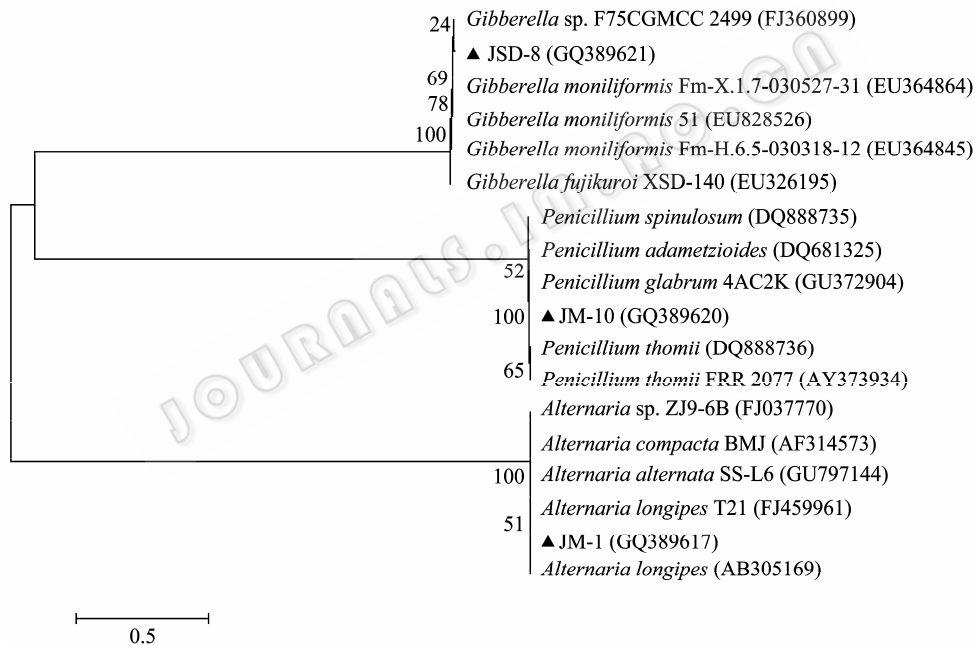 24
Gibberella sp. F75CGMCC 2499 (FJ360899)
▲ JSD-8 (GQ389621)
69
Gibberella moniliformis Fm-X.1.7-030527-31 (EU364864)
78
Gibberella moniliformis 51 (EU828526)
100
Gibberella moniliformis Fm-H.6.5-030318-12 (EU364845)
Gibberella fujikuroi XSD-140 (EU326195)
Penicillium spinulosum (DQ888735)
Penicillium adametzioides (DQ681325)
52
Penicillium glabrum 4AC2K (GU372904)
100
▲JM-10 (GQ389620)
Penicillium thomii (DQ888736)
65
Penicillium thomii FRR 2077 (AY373934)
Alternaria sp. ZJ9-6B (FJ037770)
Alternaria compacta BMJ (AF314573)
100
Alternaria alternata SS-L6 (GU797144)
Alternaria longipes T21 (FJ459961)
51
▲JM-1 (GQ389617)
Alternaria longipes (AB305169)
0.5
JOURNALS.IM.AC.CN